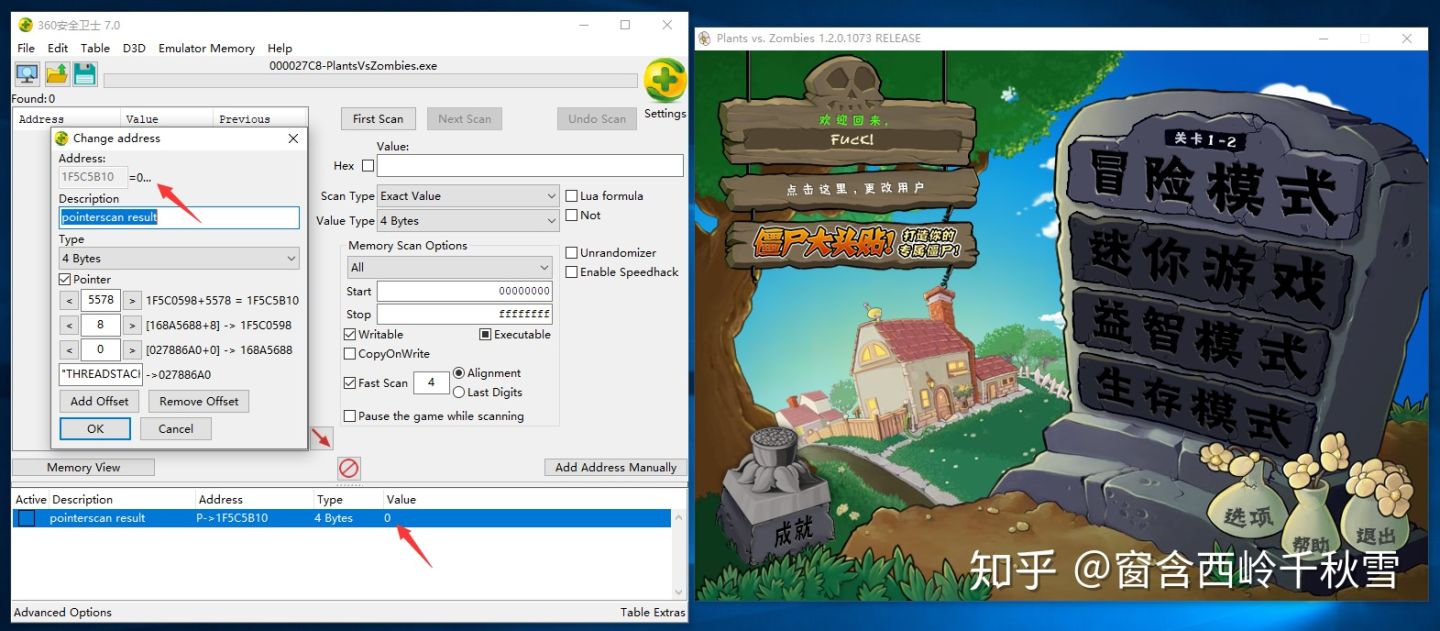 360安全卫士 7.0
File Edit Table D3D Emulator Memory Help
000027C8-PlantsVsZombies.exe
Found:0
Settings
Address Value Previous
First Scan Next Scan Undo Scan
Value:
Hex
Scan Type Exact Value Lua formula
Value Type 4 Bytes Not
Memory Scan Options
All
Unrandomizer
Enable Speedhack
Start 00000000
Stop ffffffff
Writable Executable
CopyOnWrite
Fast Scan 4 Alignment
Last Digits
Pause the game while scanning
Change address
Address:
1F5C5B10 =0...
Description
pointerscan result
Type
4 Bytes
Pointer
< 5578 > 1F5C0598+5578 = 1F5C5B10
< 8 > [168A5688+8] -> 1F5C0598
< 0 > [027886A0+0] -> 168A5688
"THREADSTACK ->027886A0
Add Offset Remove Offset
OK Cancel
Memory View Add Address Manually
Active Description Address Type Value
pointerscan result P->1F5C5B10 4 Bytes 0
Advanced Options Table Extras
Plants vs. Zombies 1.2.0.1073 RELEASE
欢迎回来,
Fuck!
点击这里,更改用户
僵尸大头贴! 打造你的
专属僵尸!
关卡1-2
冒险模式
迷你游戏
益智模式
生存模式
成就
选项
帮助
退出
知乎 @窗含西岭千秋雪